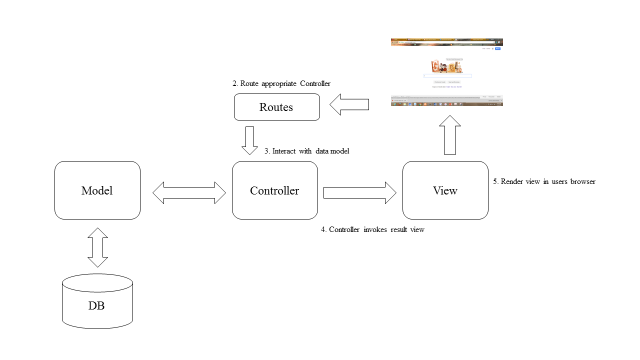 2. Route appropriate Controller
Routes
3. Interact with data model
Model
Controller
View
5. Render view in users browser
4. Controller invokes result view
DB